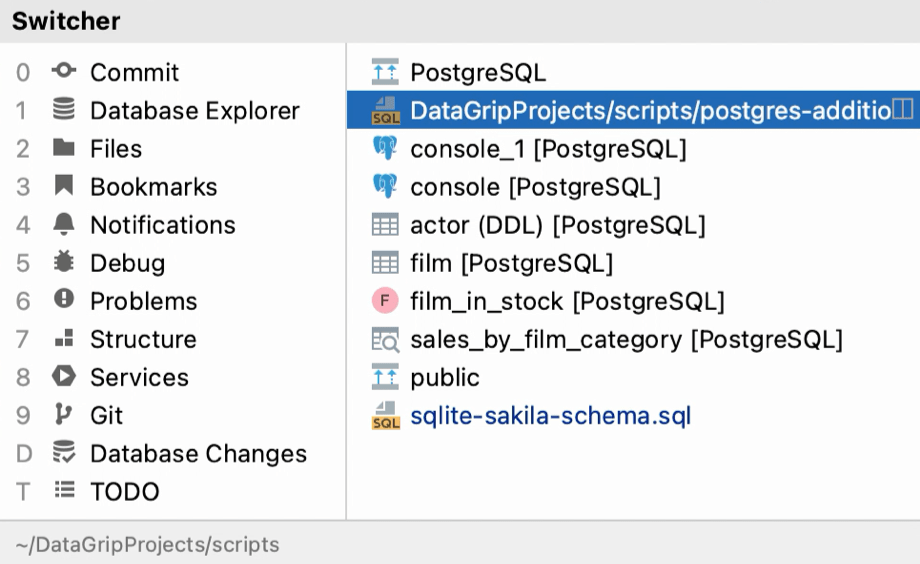 Switcher
0 Commit
1 Database Explorer
2 Files
3 Bookmarks
4 Notifications
5 Debug
6 Problems
7 Structure
8 Services
9 Git
D Database Changes
T TODO
PostgreSQL
SQL DataGripProjects/scripts/postgres-additio
console_1 [PostgreSQL]
console [PostgreSQL]
actor (DDL) [PostgreSQL]
film [PostgreSQL]
F film_in_stock [PostgreSQL]
sales_by_film_category [PostgreSQL]
public
SQL sqlite-sakila-schema.sql
~/DataGripProjects/scripts